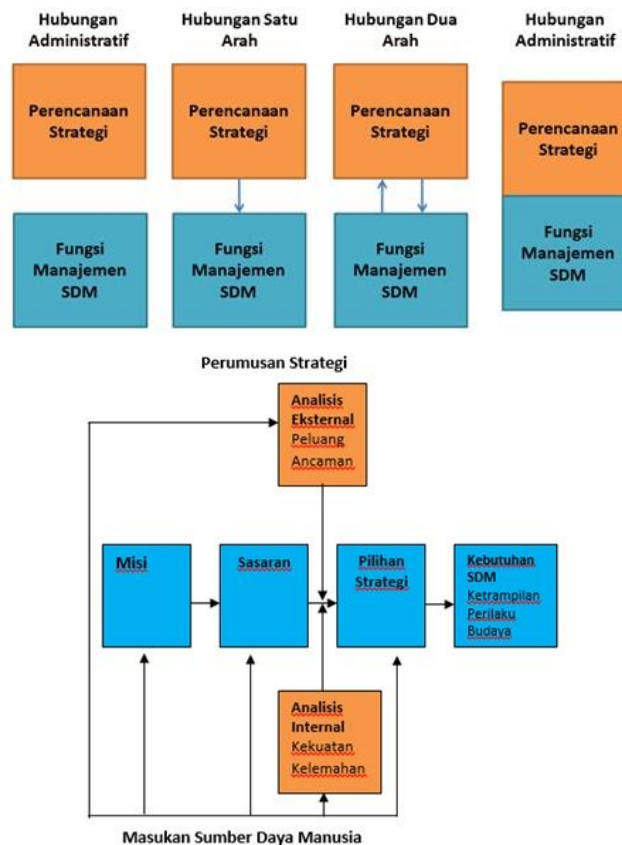 Hubungan
Administratif
Hubungan Satu
Arah
Hubungan Dua
Arah
Hubungan
Administratif
Perencanaan
Strategi
Perencanaan
Strategi
Perencanaan
Strategi
Perencanaan
Strategi
Fungsi
Manajemen
SDM
Fungsi
Manajemen
SDM
Fungsi
Manajemen
SDM
Fungsi
Manajemen
SDM
Perumusan Strategi
Analisis
Eksternal
Peluang
Ancaman
Misi
Sasaran
Pilihan
Strategi
Kebutuhan
SDM
Ketrampilan
Perilaku
Budaya
Analisis
Internal
Kekuatan
Kelemahan
Masukan Sumber Daya Manusia